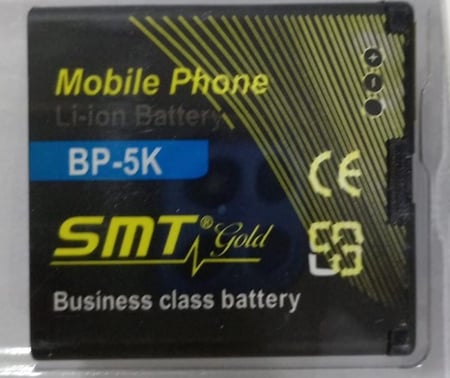 Mobile Phone
Li-ion Battery
BP-5K
SMT® Gold
Business class battery
+
-
CE